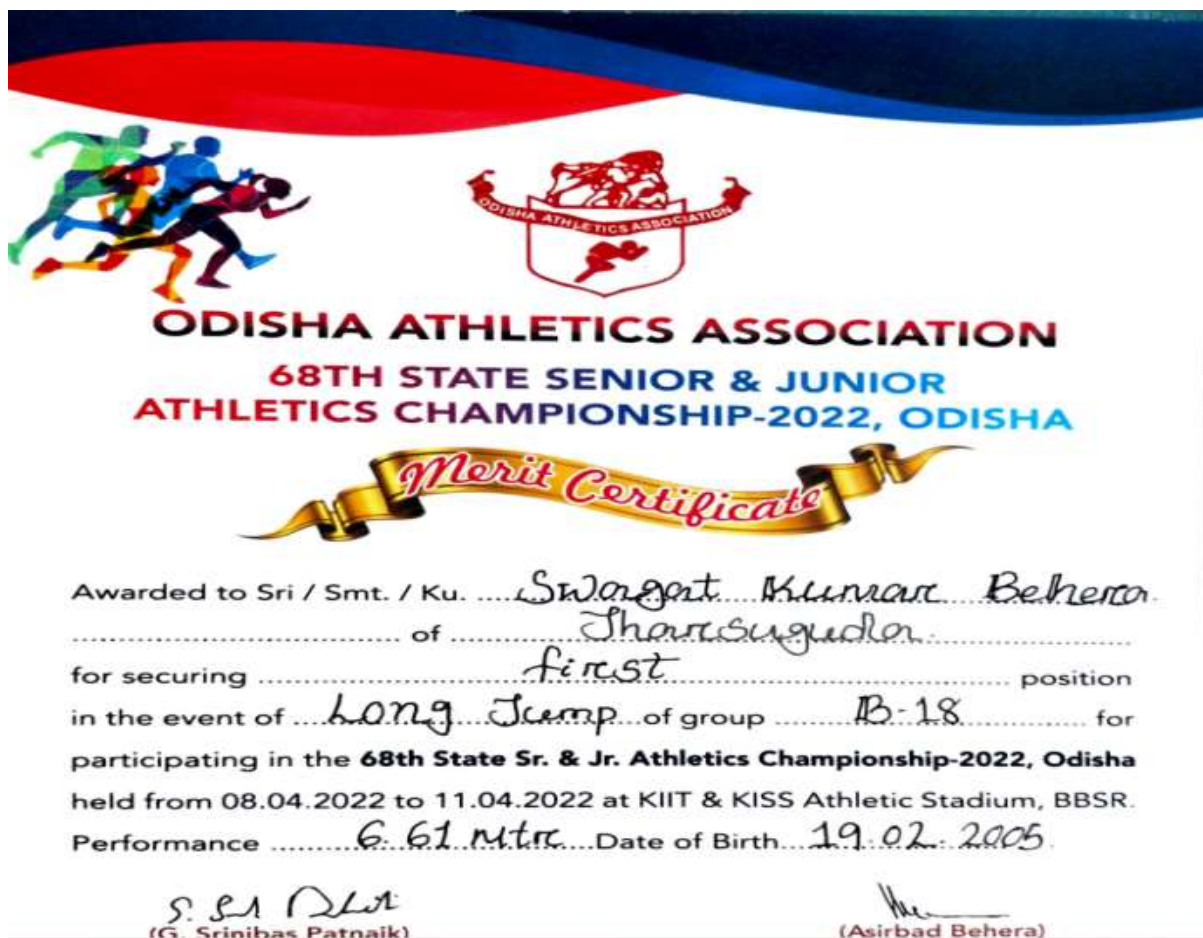 ODISHA ATHLETICS ASSOCIATION
ODISHA ATHLETICS ASSOCIATION
68TH STATE SENIOR & JUNIOR
ATHLETICS CHAMPIONSHIP-2022, ODISHA
Merit Certificate
Awarded to Sri / Smt. / Ku. ....Swagat Kumar Behera
.................................. of ............Jharsuguda
for securing .................first................. position
in the event of ...Long Jump...of group ........B-18............. for
participating in the 68th State Sr. & Jr. Athletics Championship-2022, Odisha
held from 08.04.2022 to 11.04.2022 at KIIT & KISS Athletic Stadium, BBSR.
Performance .........6.61 Mtr...Date of Birth...19.02.2005
(G. Srinibas Patnaik) (Asirbad Behera)